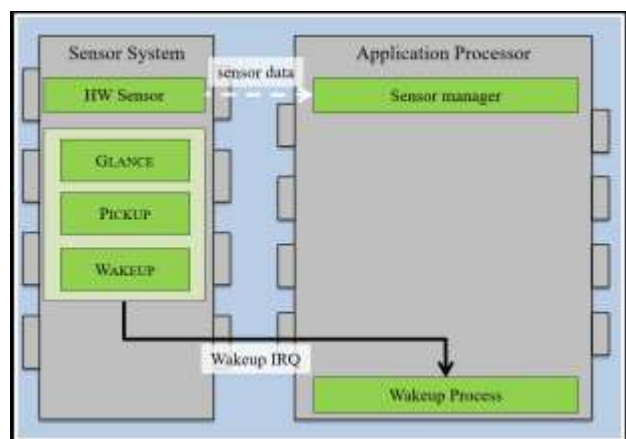 Sensor System
Application Processor
sensor data
HW Sensor
Sensor manager
GLANCE
PICKUP
WAKEUP
Wakeup IRQ
Wakeup Process